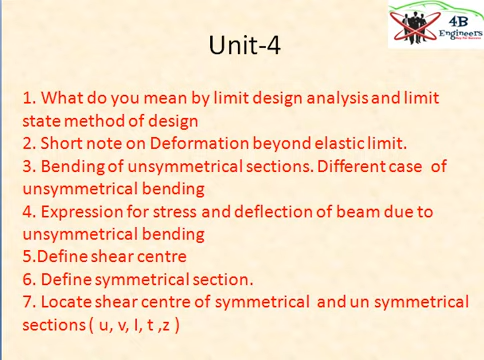 4B
Engineers
Unit-4
1. What do you mean by limit design analysis and limit
state method of design
2. Short note on Deformation beyond elastic limit.
3. Bending of unsymmetrical sections. Different case of
unsymmetrical bending
4. Expression for stress and deflection of beam due to
unsymmetrical bending
5.Define shear centre
6. Define symmetrical section.
7. Locate shear centre of symmetrical and un symmetrical
sections ( u, v, I, t ,z )